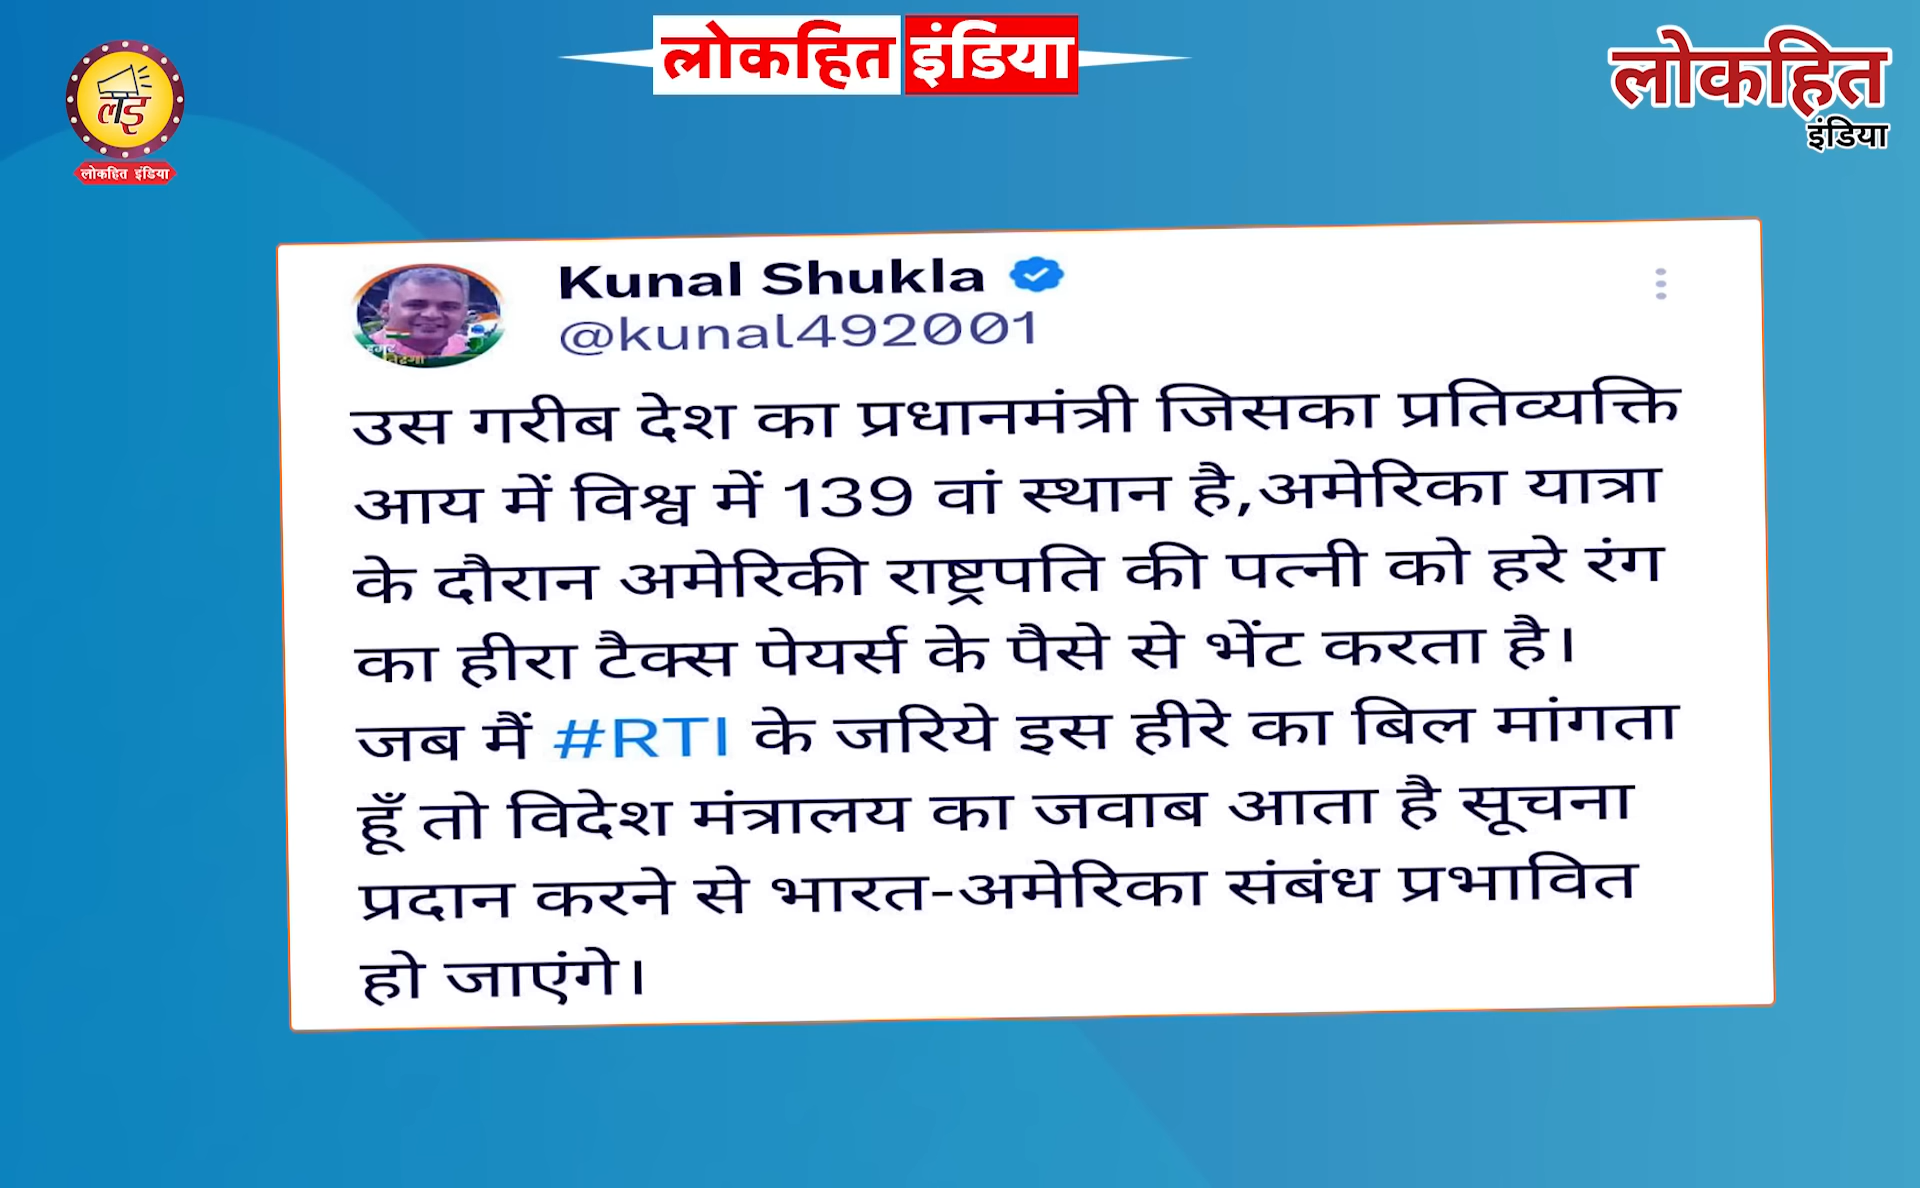 लोकहित इंडिया
लोकहित
इंडिया
लइ
लोकहित इंडिया
Kunal Shukla
@kunal492001
उस गरीब देश का प्रधानमंत्री जिसका प्रतिव्यक्ति
आय में विश्व में 139 वां स्थान है,अमेरिका यात्रा
के दौरान अमेरिकी राष्ट्रपति की पत्नी को हरे रंग
का हीरा टैक्स पेयर्स के पैसे से भेंट करता है।
जब मैं #RTI के जरिये इस हीरे का बिल मांगता
हूँ तो विदेश मंत्रालय का जवाब आता है सूचना
प्रदान करने से भारत-अमेरिका संबंध प्रभावित
हो जाएंगे।